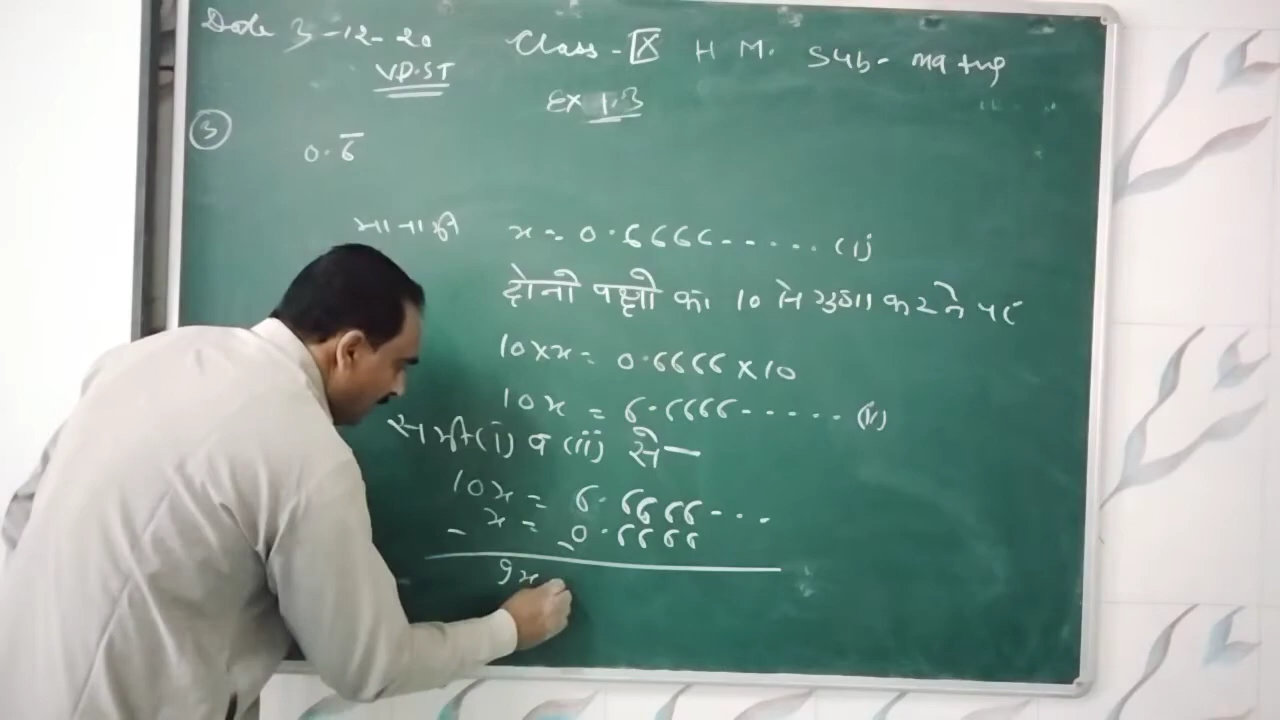 Date 3-12-20 Class-IX H M. Sub- maths
V.D.ST
Ex 1.3
3
0.6̅
माना की x = 0.6666...... (i)
दोनो पक्षो का 10 से गुणा करने पर
10×x = 0.6666×10
10x = 6.6666...... (ii)
समी(i) व (ii) से—
10x = 6.6666...
- x = -0.6666
9x